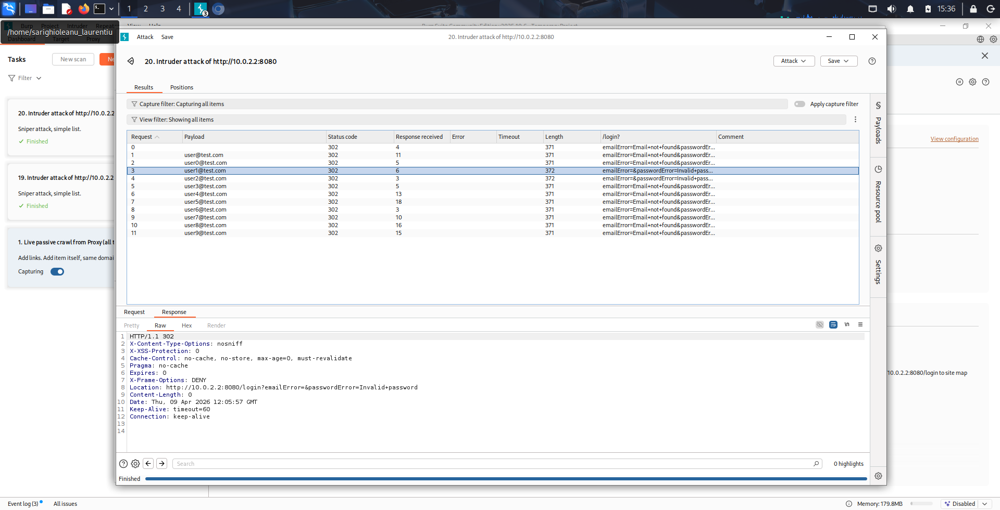 1 2 3 4 3 15:36
Burp Project Intruder Repeater View Help
/home/sarighioleanu_laurentiu
Dashboard Target Proxy
Attack Save 20. Intruder attack of http://10.0.2.2:8080
Tasks New scan Ne
20. Intruder attack of http://10.0.2.2:8080 Attack Save
Filter
Results Positions
Capture filter: Capturing all items Apply capture filter
20. Intruder attack of http://10.0.2.2
View filter: Showing all items
Sniper attack, simple list.
Finished
Request Payload Status code Response received Error Timeout Length /login? Comment
View configuration
0 302 4 371 emailError=Email+not+found&passwordEr...
1 user@test.com 302 11 371 emailError=Email+not+found&passwordEr...
2 user0@test.com 302 5 371 emailError=Email+not+found&passwordEr...
3 user1@test.com 302 6 372 emailError=&passwordError=Invalid+pass...
4 user2@test.com 302 3 372 emailError=&passwordError=Invalid+pass...
5 user3@test.com 302 5 371 emailError=Email+not+found&passwordEr...
6 user4@test.com 302 13 371 emailError=Email+not+found&passwordEr...
7 user5@test.com 302 18 371 emailError=Email+not+found&passwordEr...
8 user6@test.com 302 3 371 emailError=Email+not+found&passwordEr...
9 user7@test.com 302 10 371 emailError=Email+not+found&passwordEr...
10 user8@test.com 302 16 371 emailError=Email+not+found&passwordEr...
11 user9@test.com 302 15 371 emailError=Email+not+found&passwordEr...
19. Intruder attack of http://10.0.2.2
Sniper attack, simple list.
Finished
1. Live passive crawl from Proxy (all t
Add links. Add item itself, same domai
Capturing
Payloads
Resource pool
Settings
Request Response
Pretty Raw Hex Render \n
1 HTTP/1.1 302
2 X-Content-Type-Options: nosniff
3 X-XSS-Protection: 0
4 Cache-Control: no-cache, no-store, max-age=0, must-revalidate
5 Pragma: no-cache
6 Expires: 0
7 X-Frame-Options: DENY
8 Location: http://10.0.2.2:8080/login?emailError=&passwordError=Invalid+password
9 Content-Length: 0
10 Date: Thu, 09 Apr 2026 12:05:57 GMT
11 Keep-Alive: timeout=60
12 Connection: keep-alive
13
14
10.0.2.2:8080/login to site map
Search 0 highlights
Finished
Event log (3) All issues Memory: 179.8MB Disabled